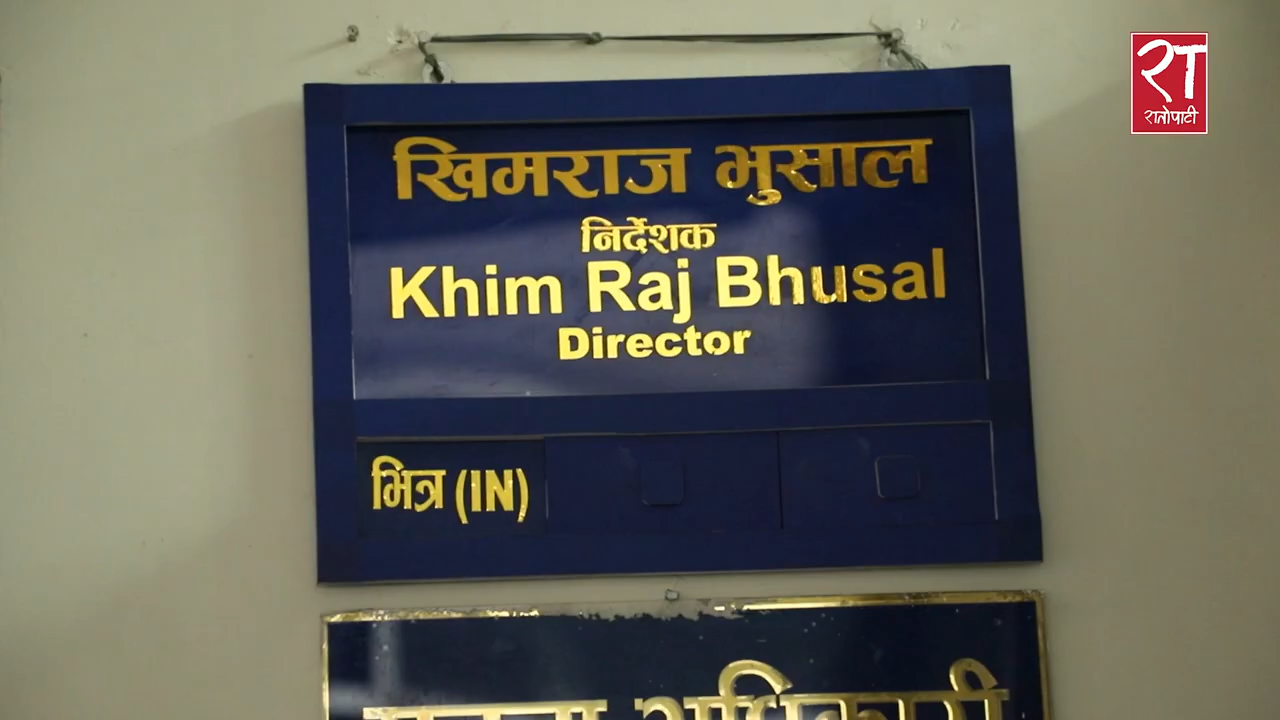 रा
रातोपाटी
खिमराज भुसाल
निर्देशक
Khim Raj Bhusal
Director
भित्र (IN)